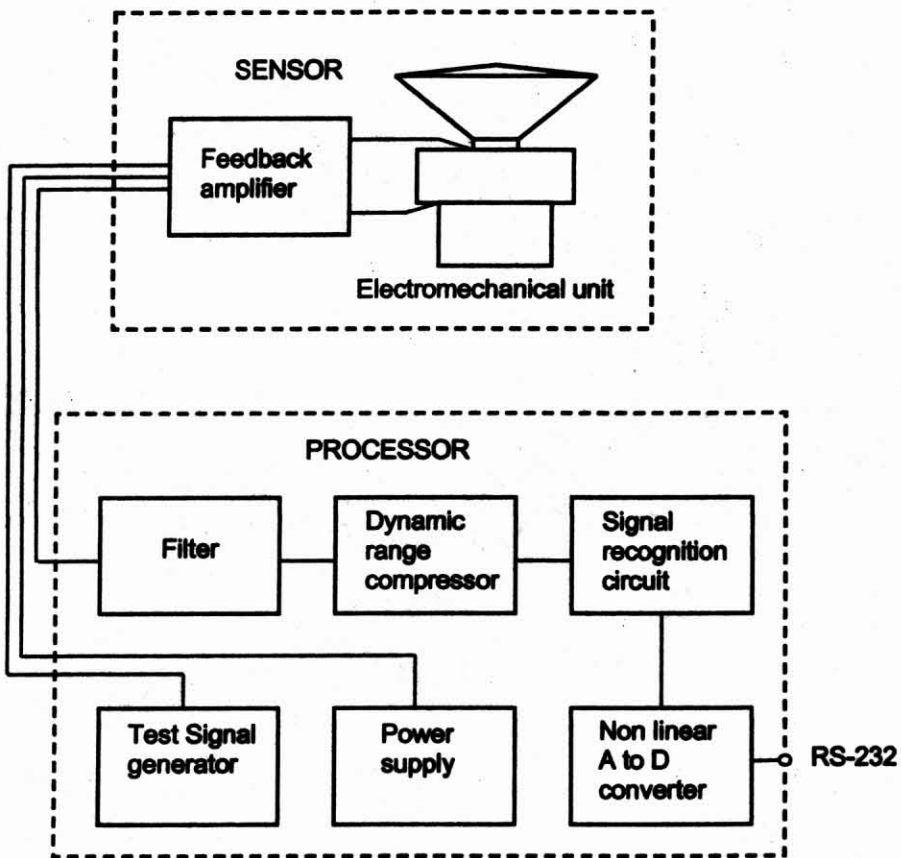 SENSOR
Feedback
amplifier
Electromechanical unit
PROCESSOR
Filter
Dynamic
range
compressor
Signal
recognition
circuit
Test Signal
generator
Power
supply
Non linear
A to D
converter
RS-232